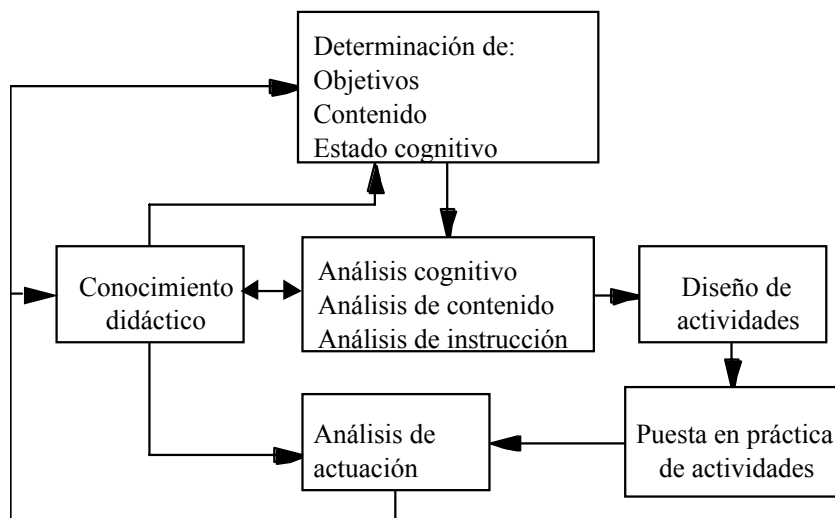 Determinación de:
Objetivos
Contenido
Estado cognitivo
Conocimiento
didáctico
Análisis cognitivo
Análisis de contenido
Análisis de instrucción
Diseño de
actividades
Análisis de
actuación
Puesta en práctica
de actividades